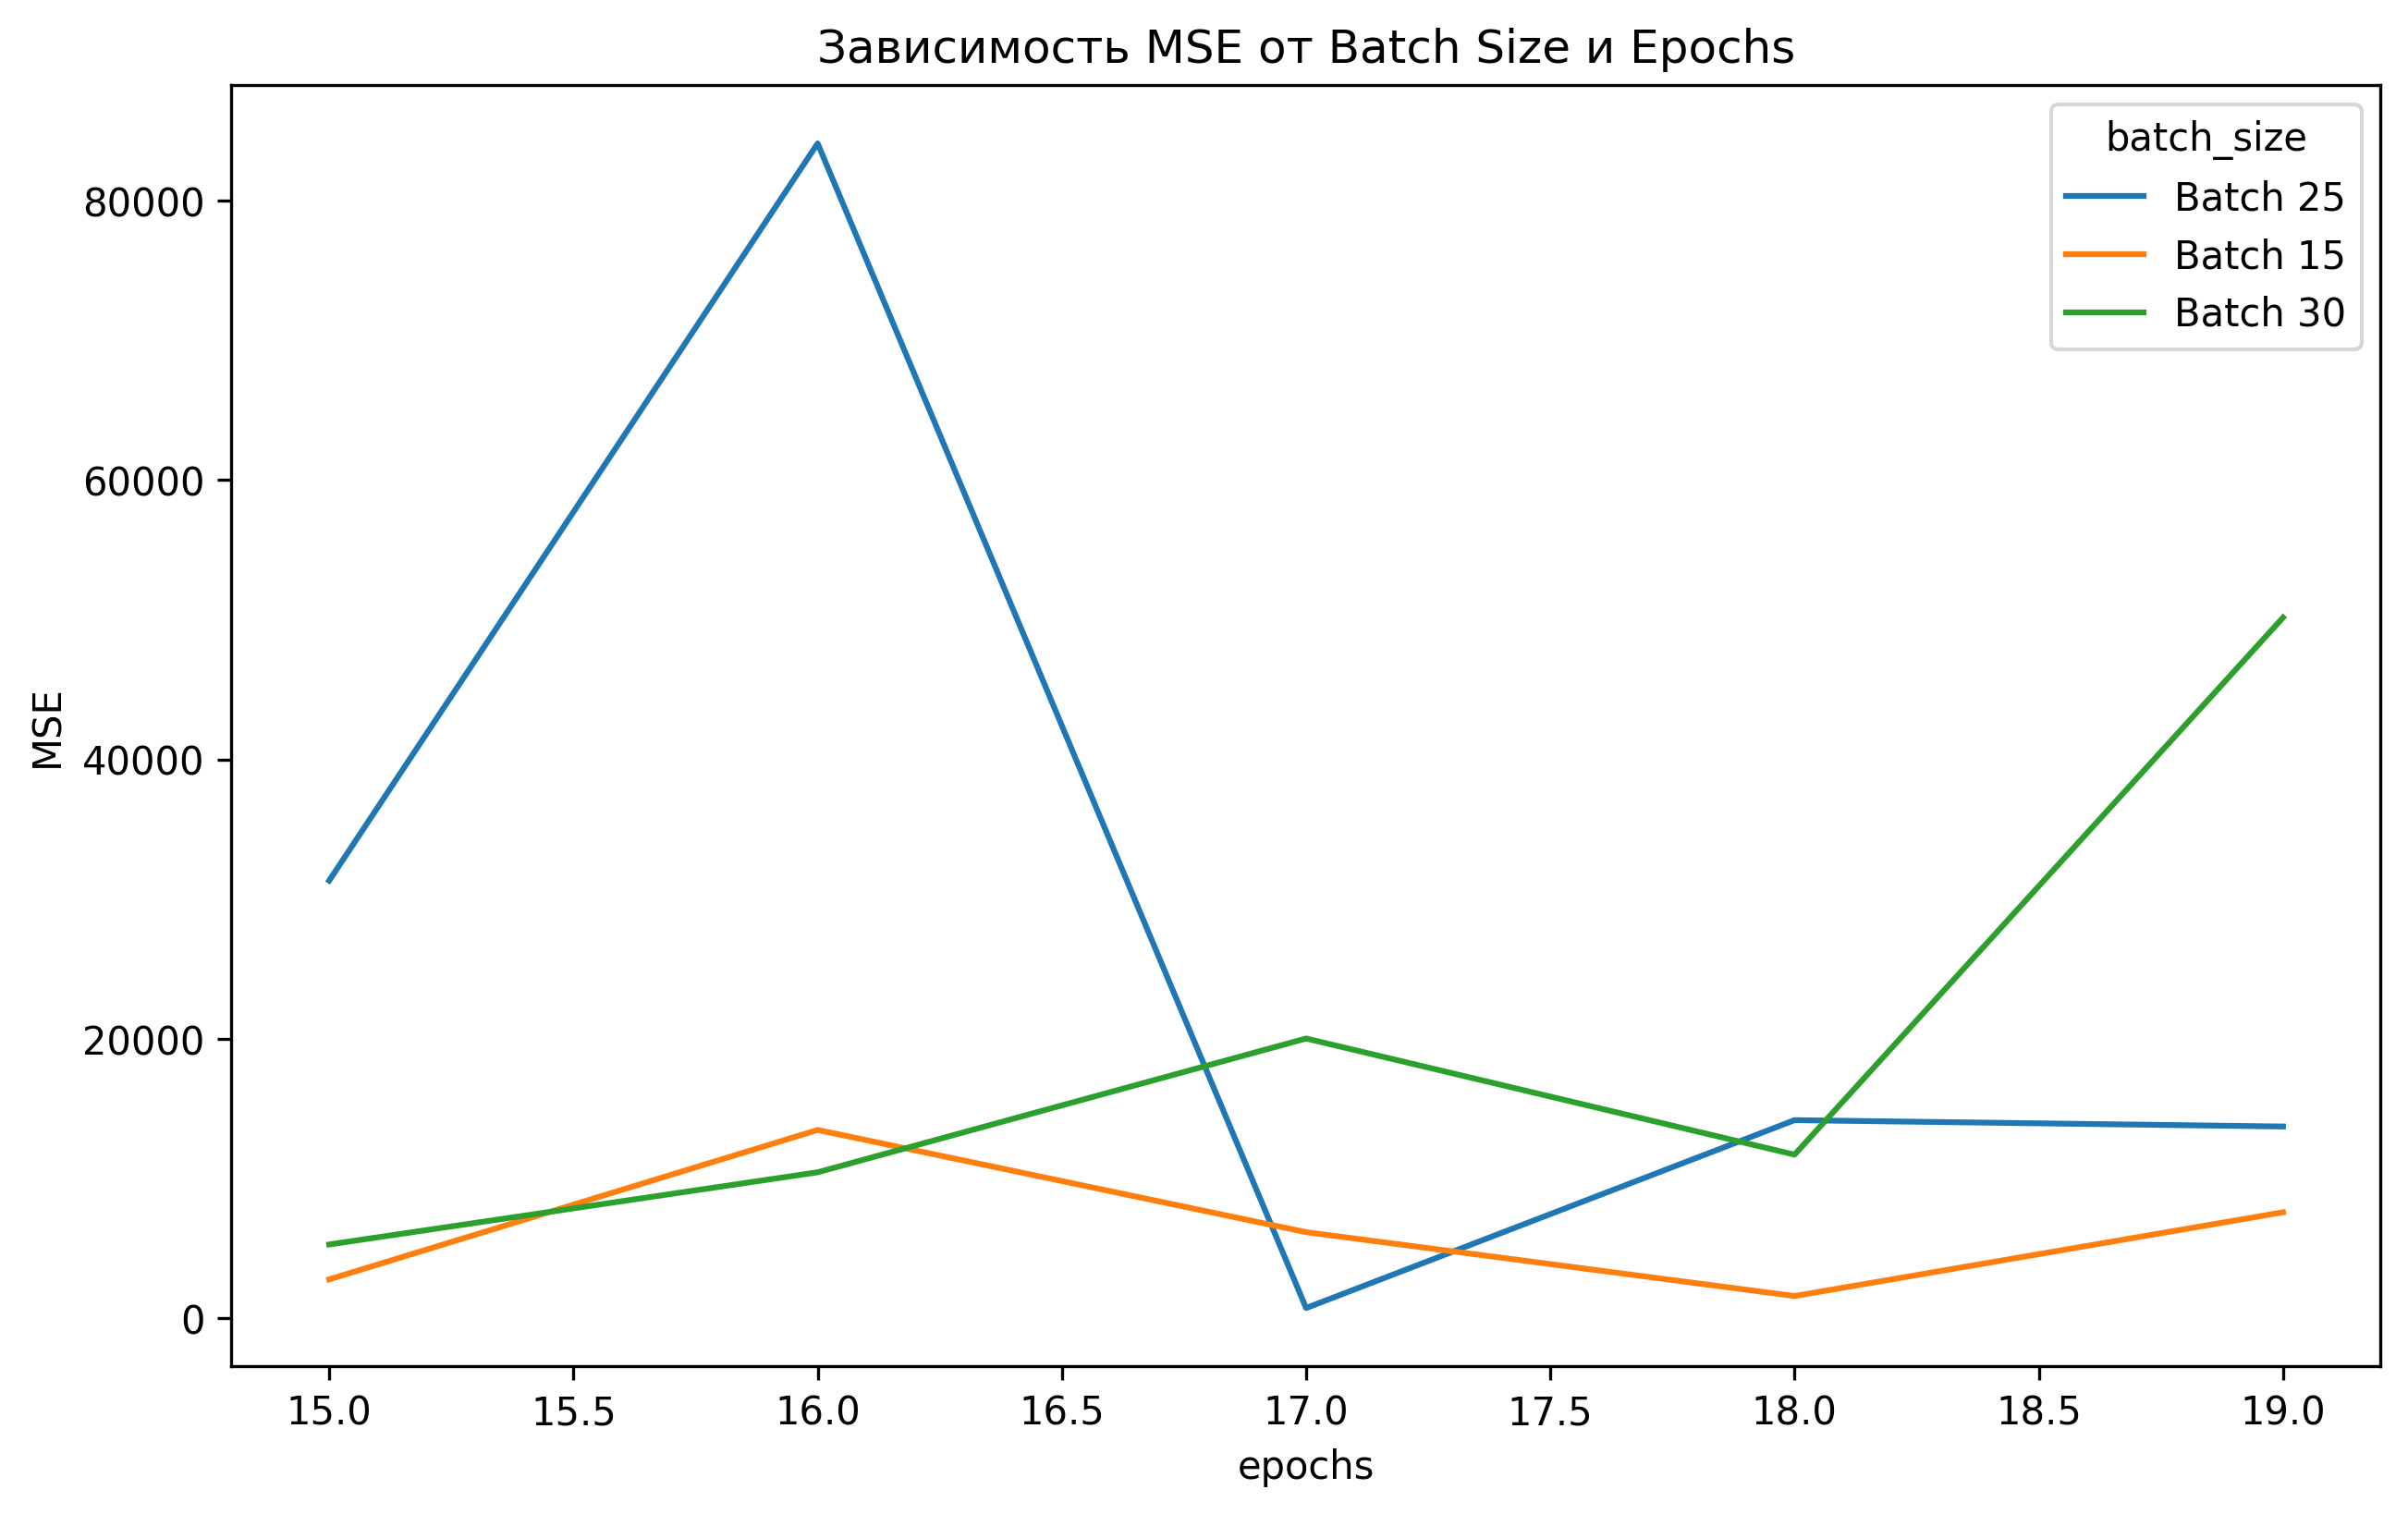 Зависимость MSE от Batch Size и Epochs
batch_size
Batch 25
Batch 15
Batch 30
80000
60000
40000
20000
0
MSE
15.0 15.5 16.0 16.5 17.0 17.5 18.0 18.5 19.0
epochs